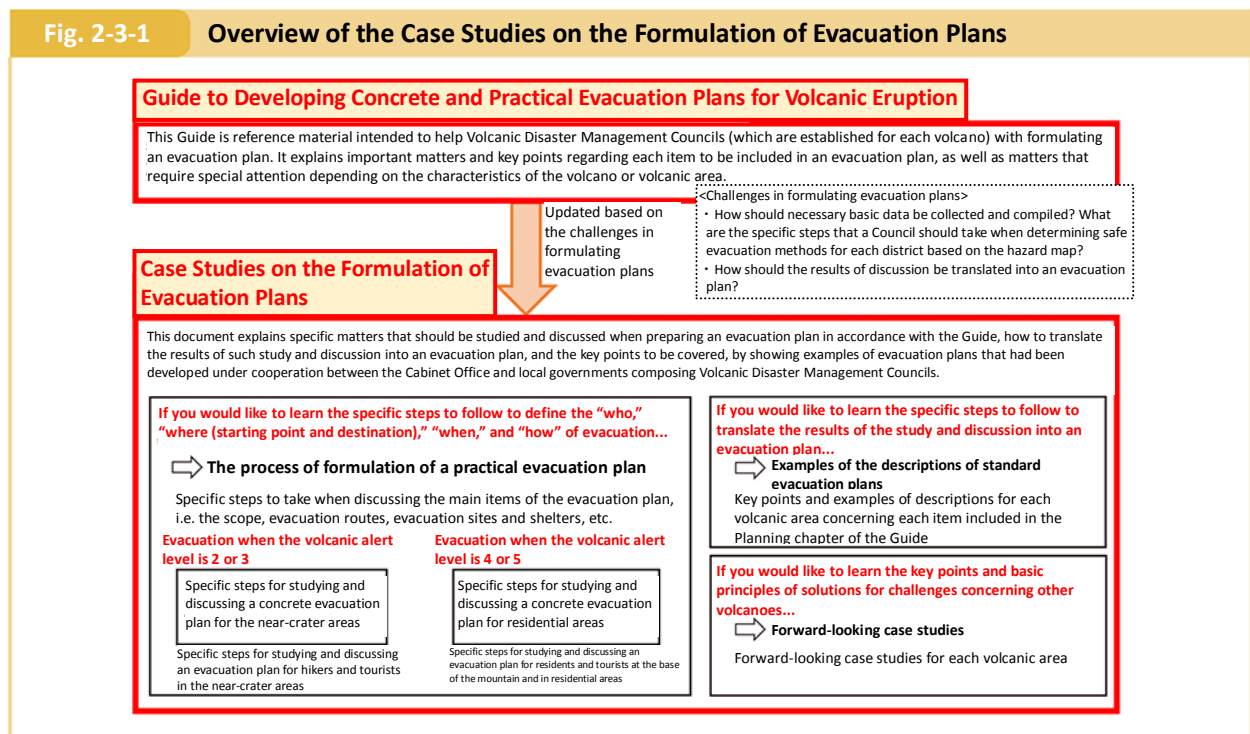 Fig. 2-3-1
Overview of the Case Studies on the Formulation of Evacuation Plans
Guide to Developing Concrete and Practical Evacuation Plans for Volcanic Eruption
This Guide is reference material intended to help Volcanic Disaster Management Councils (which are established for each volcano) with formulating
an evacuation plan. It explains important matters and key points regarding each item to be included in an evacuation plan, as well as matters that
require special attention depending on the characteristics of the volcano or volcanic area.
Updated based on
the challenges in
formulating
evacuation plans
<Challenges in formulating evacuation plans>
・How should necessary basic data be collected and compiled? What
are the specific steps that a Council should take when determining safe
evacuation methods for each district based on the hazard map?
・How should the results of discussion be translated into an evacuation
plan?
Case Studies on the Formulation of
Evacuation Plans
This document explains specific matters that should be studied and discussed when preparing an evacuation plan in accordance with the Guide, how to translate
the results of such study and discussion into an evacuation plan, and the key points to be covered, by showing examples of evacuation plans that had been
developed under cooperation between the Cabinet Office and local governments composing Volcanic Disaster Management Councils.
If you would like to learn the specific steps to follow to define the “who,”
“where (starting point and destination),” “when,” and “how” of evacuation...
The process of formulation of a practical evacuation plan
Specific steps to take when discussing the main items of the evacuation plan,
i.e. the scope, evacuation routes, evacuation sites and shelters, etc.
Evacuation when the volcanic alert
level is 2 or 3
Specific steps for studying and
discussing a concrete evacuation
plan for the near-crater areas
Specific steps for studying and discussing
an evacuation plan for hikers and tourists
in the near-crater areas
Evacuation when the volcanic alert
level is 4 or 5
Specific steps for studying and
discussing a concrete evacuation
plan for residential areas
Specific steps for studying and discussing an
evacuation plan for residents and tourists at the base
of the mountain and in residential areas
If you would like to learn the specific steps to follow to
translate the results of the study and discussion into an
evacuation plan...
Examples of the descriptions of standard
evacuation plans
Key points and examples of descriptions for each
volcanic area concerning each item included in the
Planning chapter of the Guide
If you would like to learn the key points and basic
principles of solutions for challenges concerning other
volcanoes...
Forward-looking case studies
Forward-looking case studies for each volcanic area